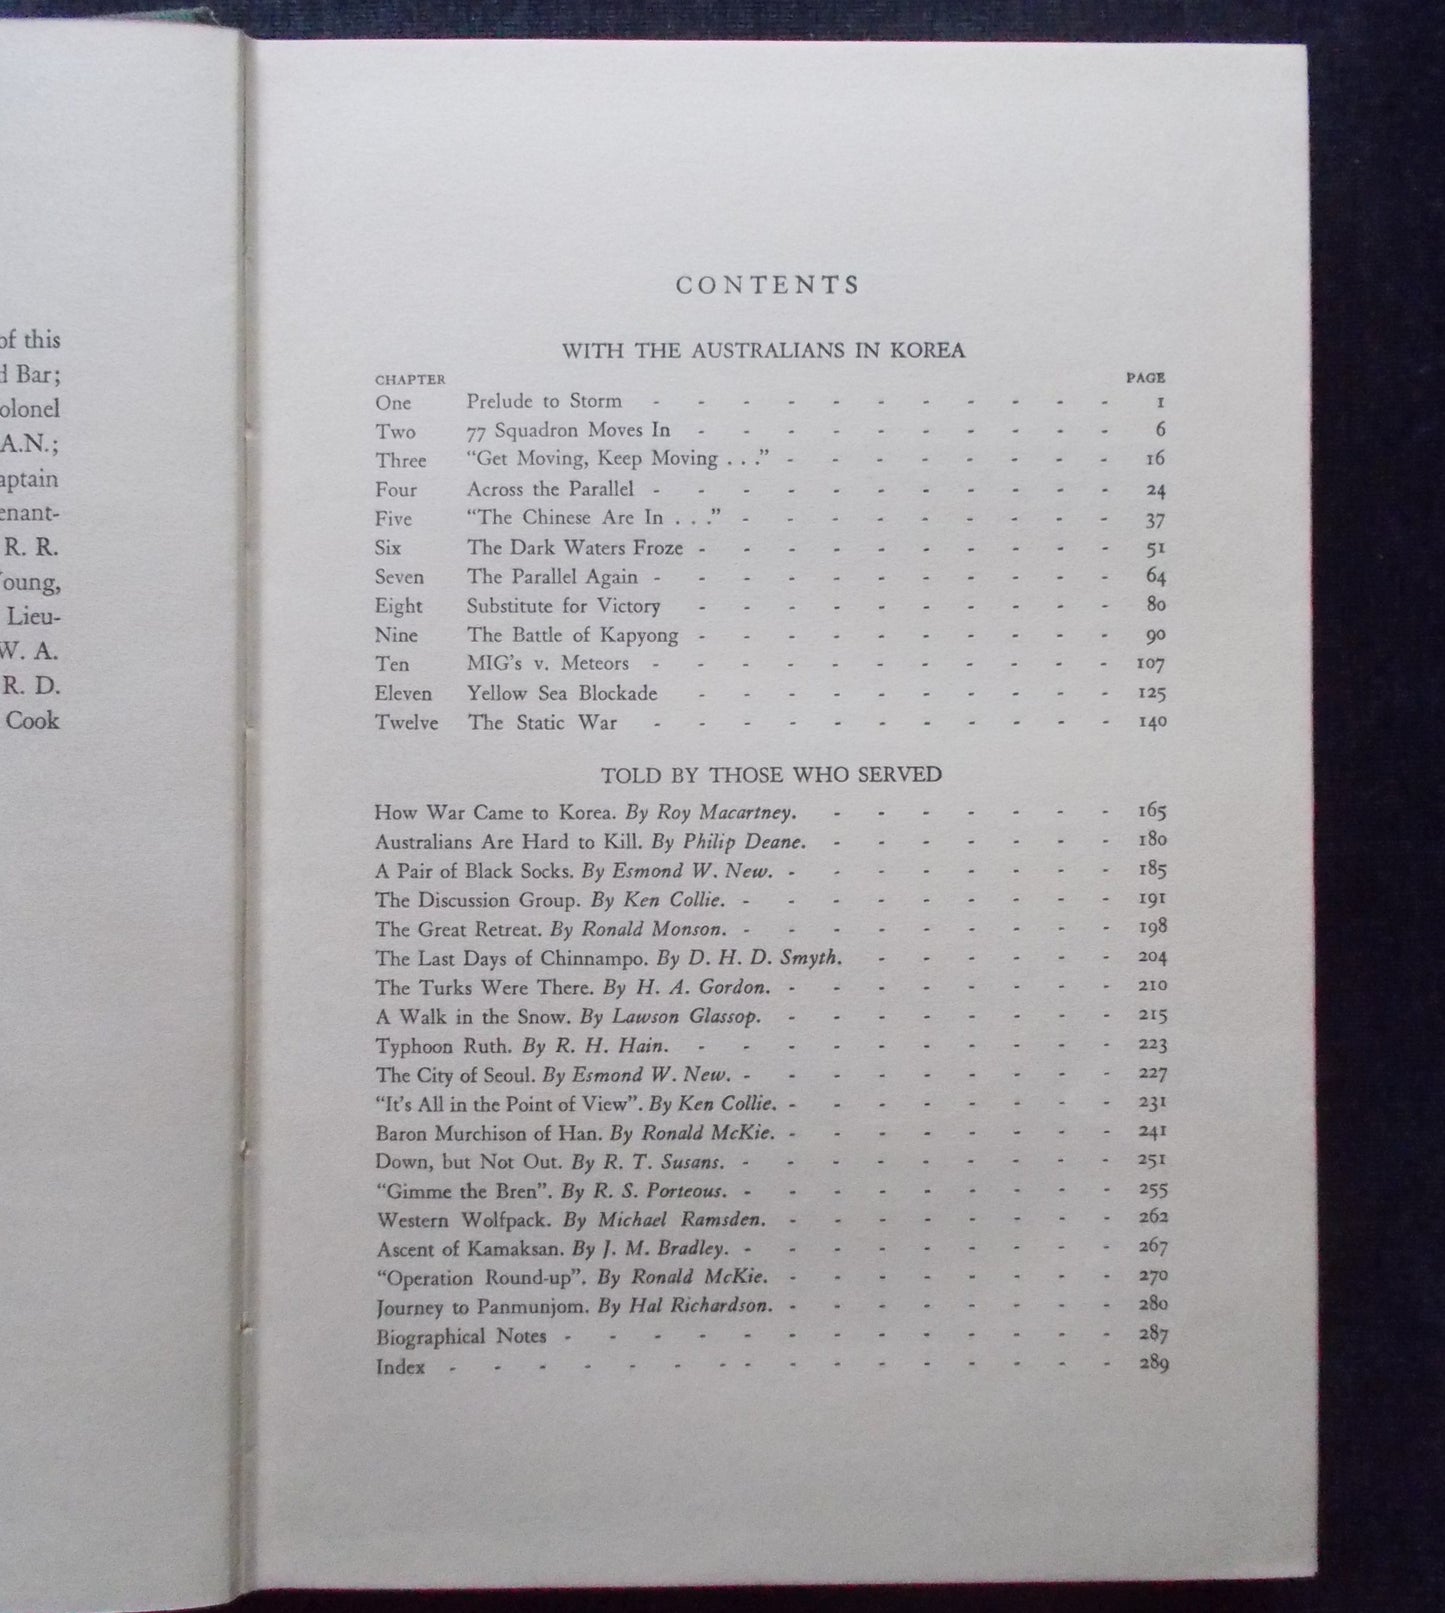 of this
Bar;
olonel
A.N.;
aptain
enant-
R. R.
oung,
Lieu-
W. A.
R. D.
Cook
CONTENTS
WITH THE AUSTRALIANS IN KOREA
CHAPTER PAGE
One Prelude to Storm - - - - - - - - - - - 1
Two 77 Squadron Moves In - - - - - - - - - - 6
Three “Get Moving, Keep Moving . . .” - - - - - - - - 16
Four Across the Parallel - - - - - - - - - - - 24
Five “The Chinese Are In . . .” - - - - - - - - - 37
Six The Dark Waters Froze - - - - - - - - - - 51
Seven The Parallel Again - - - - - - - - - - - 64
Eight Substitute for Victory - - - - - - - - - - 80
Nine The Battle of Kapyong - - - - - - - - - - 90
Ten MIG’s v. Meteors - - - - - - - - - - - 107
Eleven Yellow Sea Blockade - - - - - - - - - - 125
Twelve The Static War - - - - - - - - - - - 140
TOLD BY THOSE WHO SERVED
How War Came to Korea. By Roy Macartney. - - - - - - - 165
Australians Are Hard to Kill. By Philip Deane. - - - - - - - 180
A Pair of Black Socks. By Esmond W. New. - - - - - - - - 185
The Discussion Group. By Ken Collie. - - - - - - - - - 191
The Great Retreat. By Ronald Monson. - - - - - - - - - 198
The Last Days of Chinnampo. By D. H. D. Smyth. - - - - - - 204
The Turks Were There. By H. A. Gordon. - - - - - - - - 210
A Walk in the Snow. By Lawson Glassop. - - - - - - - - 215
Typhoon Ruth. By R. H. Hain. - - - - - - - - - - 223
The City of Seoul. By Esmond W. New. - - - - - - - - - 227
“It’s All in the Point of View”. By Ken Collie. - - - - - - - - 231
Baron Murchison of Han. By Ronald McKie. - - - - - - - - 241
Down, but Not Out. By R. T. Susans. - - - - - - - - - 251
“Gimme the Bren”. By R. S. Porteous. - - - - - - - - - 255
Western Wolfpack. By Michael Ramsden. - - - - - - - - 262
Ascent of Kamaksan. By J. M. Bradley. - - - - - - - - - 267
“Operation Round-up”. By Ronald McKie. - - - - - - - - 270
Journey to Panmunjom. By Hal Richardson. - - - - - - - - 280
Biographical Notes - - - - - - - - - - - - - 287
Index - - - - - - - - - - - - - - - - 289